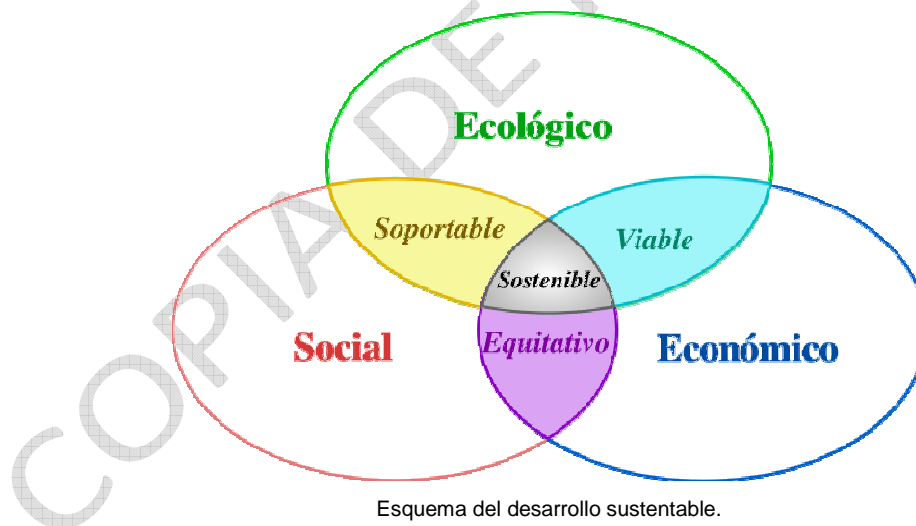 COPIA DE
Ecológico
Soportable
Viable
Sostenible
Social
Equitativo
Económico
Esquema del desarrollo sustentable.